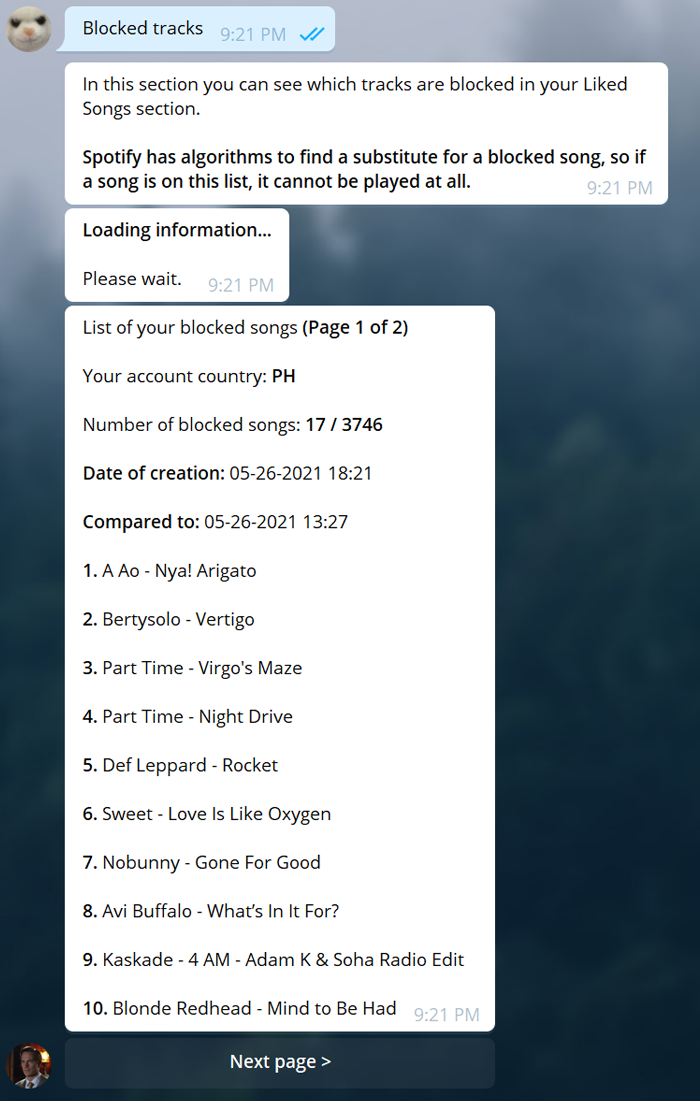 Blocked tracks 9:21 PM
In this section you can see which tracks are blocked in your Liked
Songs section.
Spotify has algorithms to find a substitute for a blocked song, so if
a song is on this list, it cannot be played at all. 9:21 PM
Loading information...
Please wait. 9:21 PM
List of your blocked songs (Page 1 of 2)
Your account country: PH
Number of blocked songs: 17 / 3746
Date of creation: 05-26-2021 18:21
Compared to: 05-26-2021 13:27
1. A Ao - Nya! Arigato
2. Bertysolo - Vertigo
3. Part Time - Virgo's Maze
4. Part Time - Night Drive
5. Def Leppard - Rocket
6. Sweet - Love Is Like Oxygen
7. Nobunny - Gone For Good
8. Avi Buffalo - What’s In It For?
9. Kaskade - 4 AM - Adam K & Soha Radio Edit
10. Blonde Redhead - Mind to Be Had 9:21 PM
Next page >